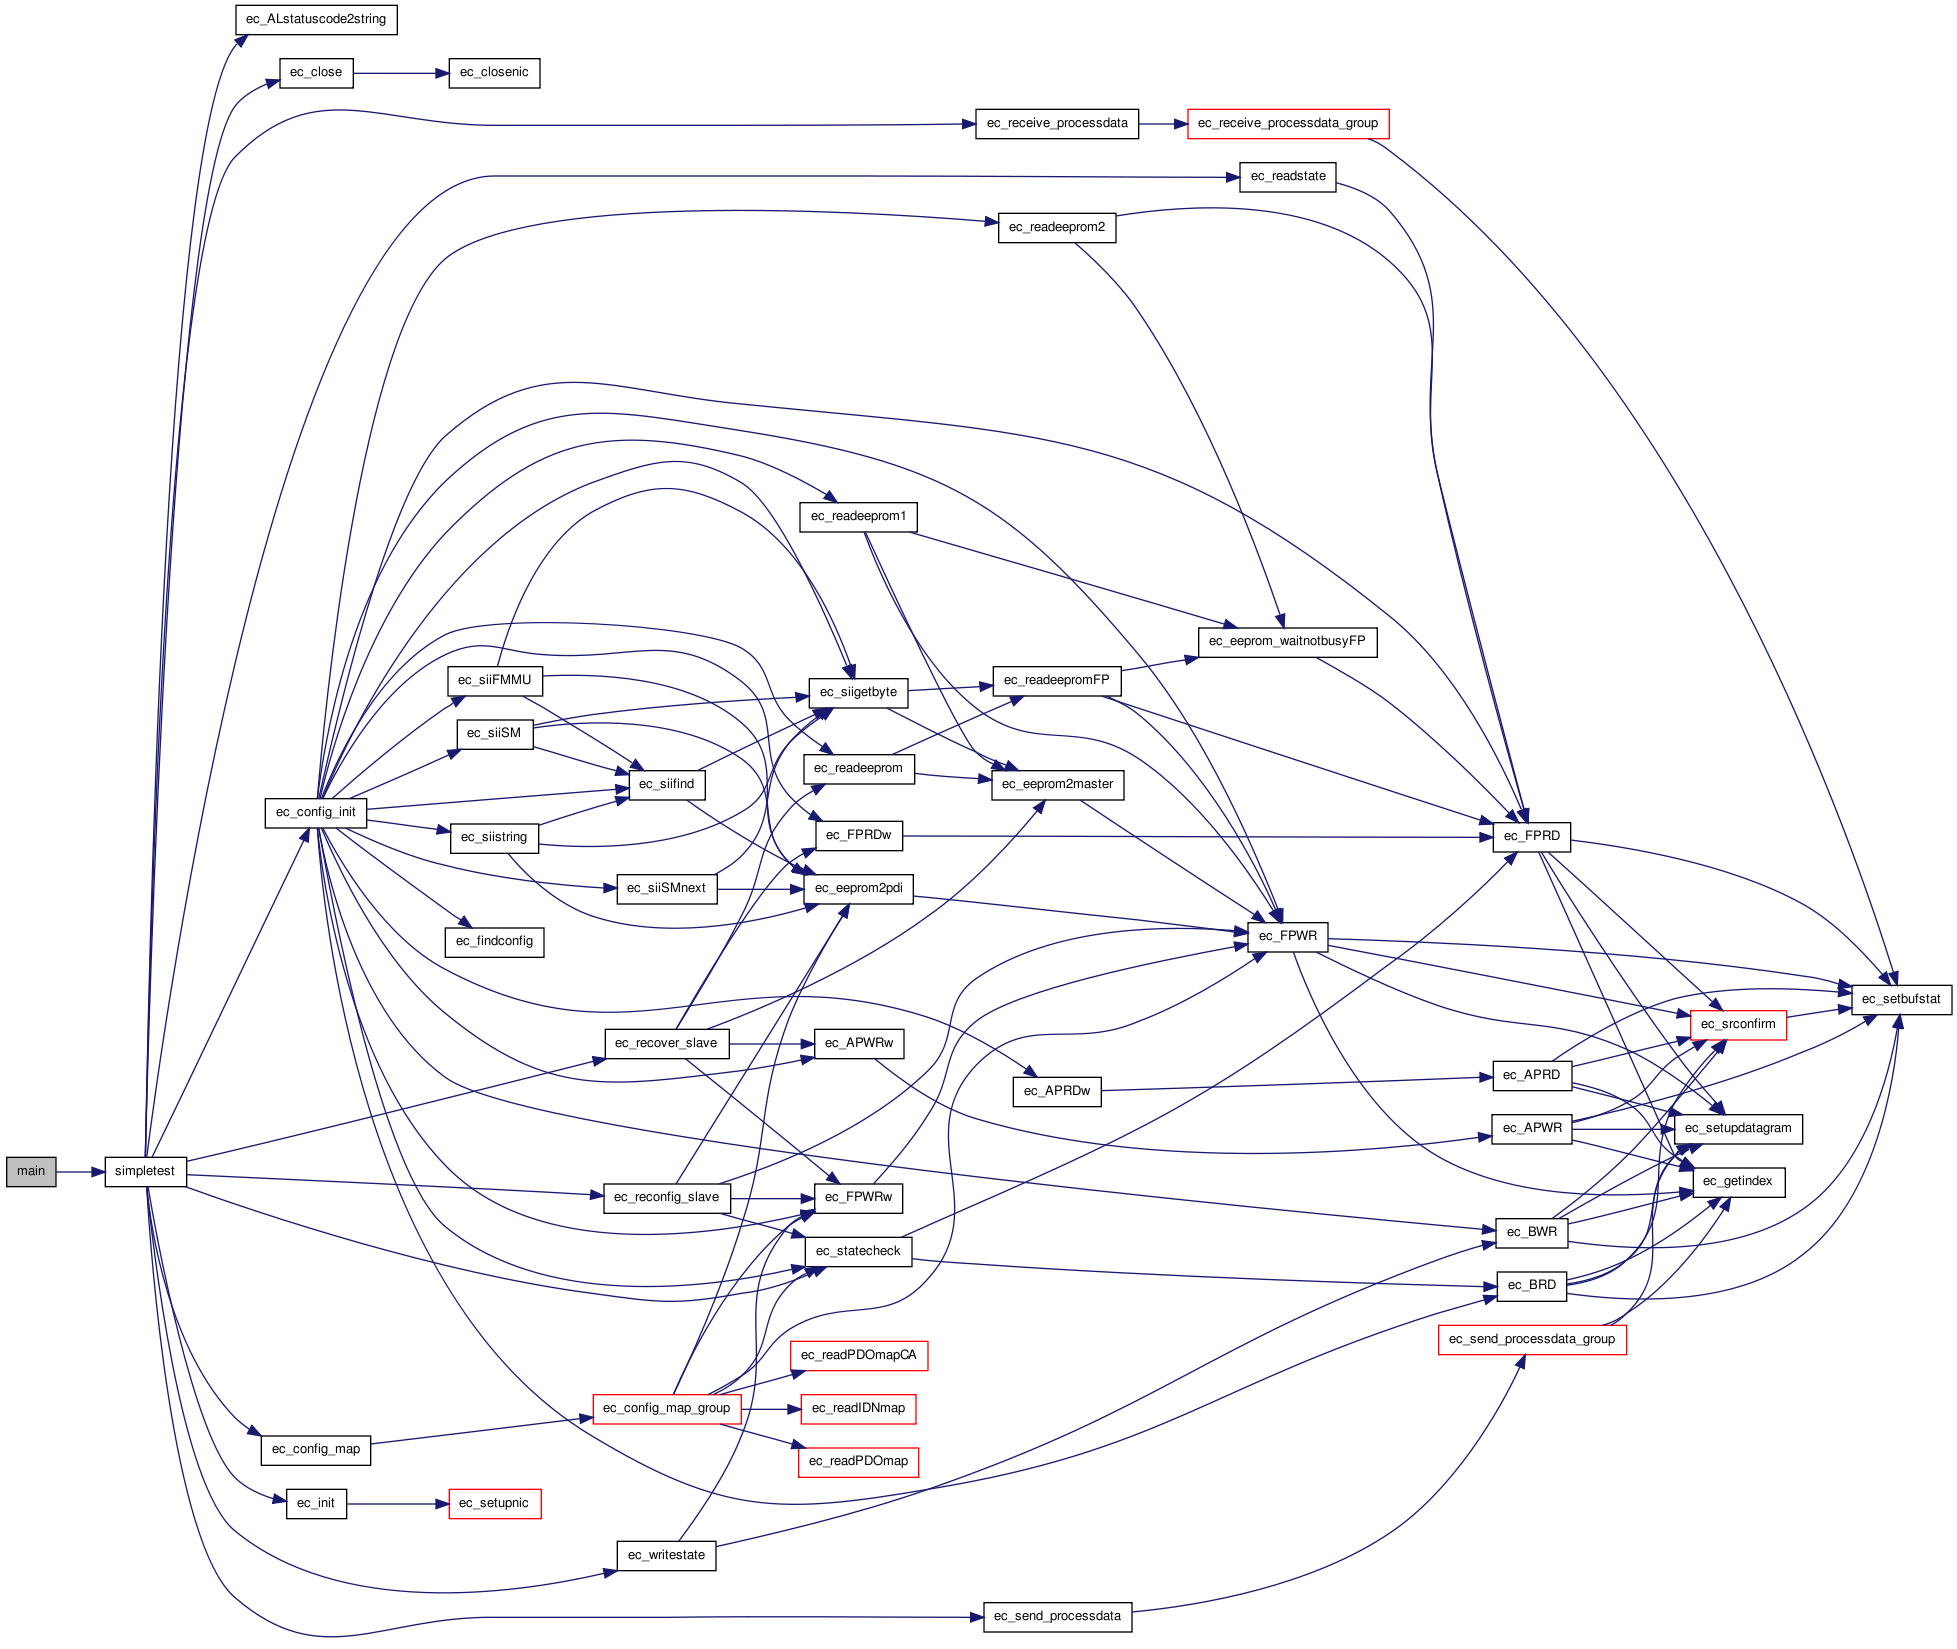 ec_ALstatuscode2string
ec_close
ec_closenic
ec_receive_processdata
ec_receive_processdata_group
ec_readstate
ec_readeeprom2
ec_readeeprom1
ec_eeprom_waitnotbusyFP
ec_siiFMMU
ec_siigetbyte
ec_readeepromFP
ec_siiSM
ec_siifind
ec_readeeprom
ec_eeprom2master
ec_config_init
ec_siistring
ec_FPRDw
ec_FPRD
ec_siiSMnext
ec_eeprom2pdi
ec_findconfig
ec_FPWR
ec_setbufstat
ec_recover_slave
ec_APWRw
ec_srconfirm
ec_APRDw
ec_APRD
ec_APWR
ec_setupdatagram
main
simpletest
ec_reconfig_slave
ec_FPWRw
ec_getindex
ec_statecheck
ec_BWR
ec_BRD
ec_send_processdata_group
ec_readPDOmapCA
ec_config_map_group
ec_readIDNmap
ec_config_map
ec_readPDOmap
ec_init
ec_setupnic
ec_writestate
ec_send_processdata